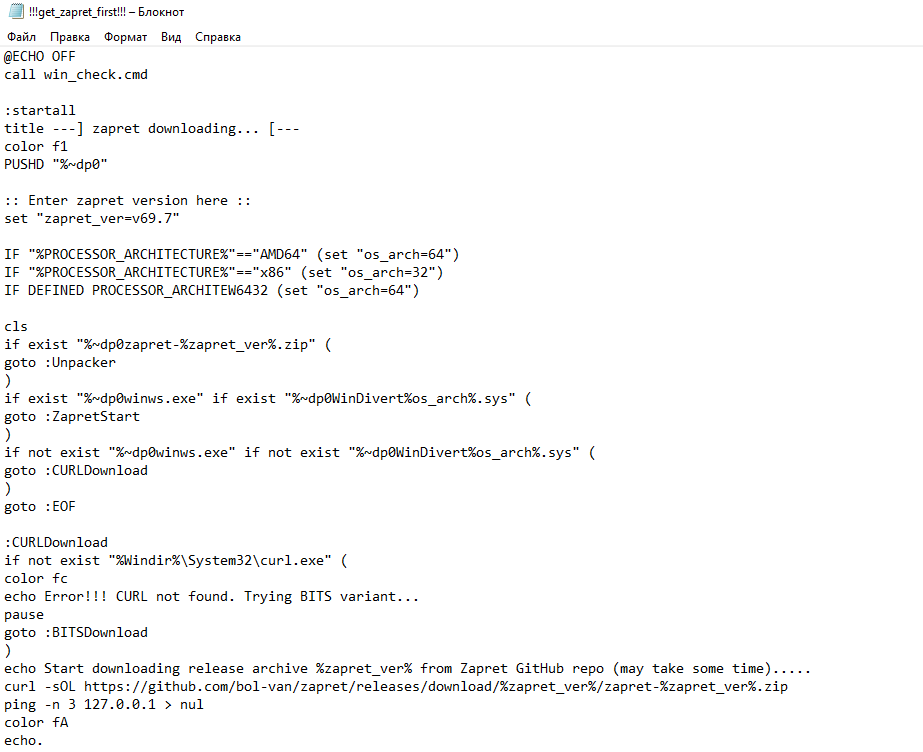 !!!get_zapret_first!!! – Блокнот
Файл Правка Формат Вид Справка
@ECHO OFF
call win_check.cmd
:startall
title ---] zapret downloading... [---
color f1
PUSHD "%~dp0"
:: Enter zapret version here ::
set "zapret_ver=v69.7"
IF "%PROCESSOR_ARCHITECTURE%"=="AMD64" (set "os_arch=64")
IF "%PROCESSOR_ARCHITECTURE%"=="x86" (set "os_arch=32")
IF DEFINED PROCESSOR_ARCHITEW6432 (set "os_arch=64")
cls
if exist "%~dp0zapret-%zapret_ver%.zip" (
goto :Unpacker
)
if exist "%~dp0winws.exe" if exist "%~dp0WinDivert%os_arch%.sys" (
goto :ZapretStart
)
if not exist "%~dp0winws.exe" if not exist "%~dp0WinDivert%os_arch%.sys" (
goto :CURLDownload
)
goto :EOF
:CURLDownload
if not exist "%Windir%\System32\curl.exe" (
color fc
echo Error!!! CURL not found. Trying BITS variant...
pause
goto :BITSDownload
)
echo Start downloading release archive %zapret_ver% from Zapret GitHub repo (may take some time).....
curl -sOL https://github.com/bol-van/zapret/releases/download/%zapret_ver%/zapret-%zapret_ver%.zip
ping -n 3 127.0.0.1 > nul
color fA
echo.